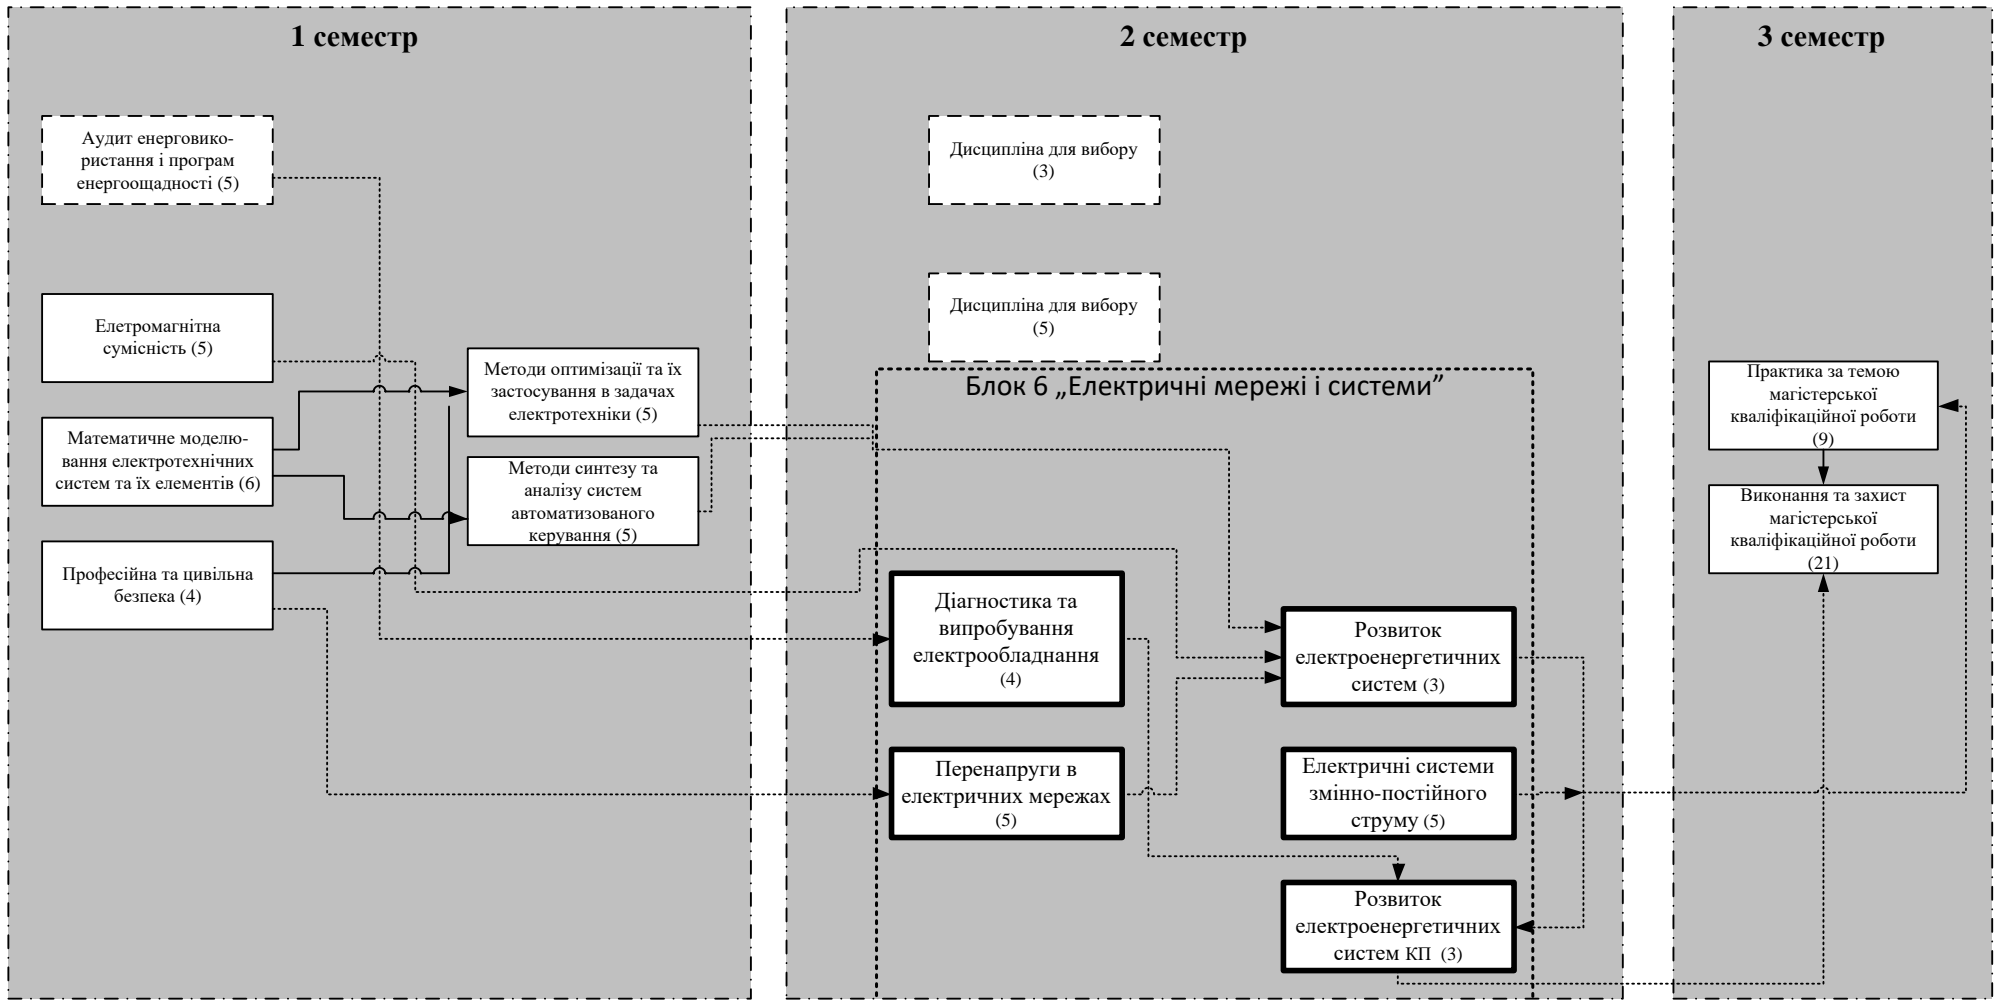 1 семестр
Аудит енерговико-
ристання і програм
енергоощадності (5)
Елетромагнітна
сумісність (5)
Математичне моделю-
вання електротехнічних
систем та їх елементів (6)
Професійна та цивільна
безпека (4)
Методи оптимізації та їх
застосування в задачах
електротехніки (5)
Методи синтезу та
аналізу систем
автоматизованого
керування (5)
2 семестр
Дисципліна для вибору
(3)
Дисципліна для вибору
(5)
Блок 6 „Електричні мережі і системи”
Діагностика та
випробування
електрообладнання
(4)
Перенапруги в
електричних мережах
(5)
Розвиток
електроенергетичних
систем (3)
Електричні системи
змінно-постійного
струму (5)
Розвиток
електроенергетичних
систем КП (3)
3 семестр
Практика за темою
магістерської
кваліфікаційної роботи
(9)
Виконання та захист
магістерської
кваліфікаційної роботи
(21)